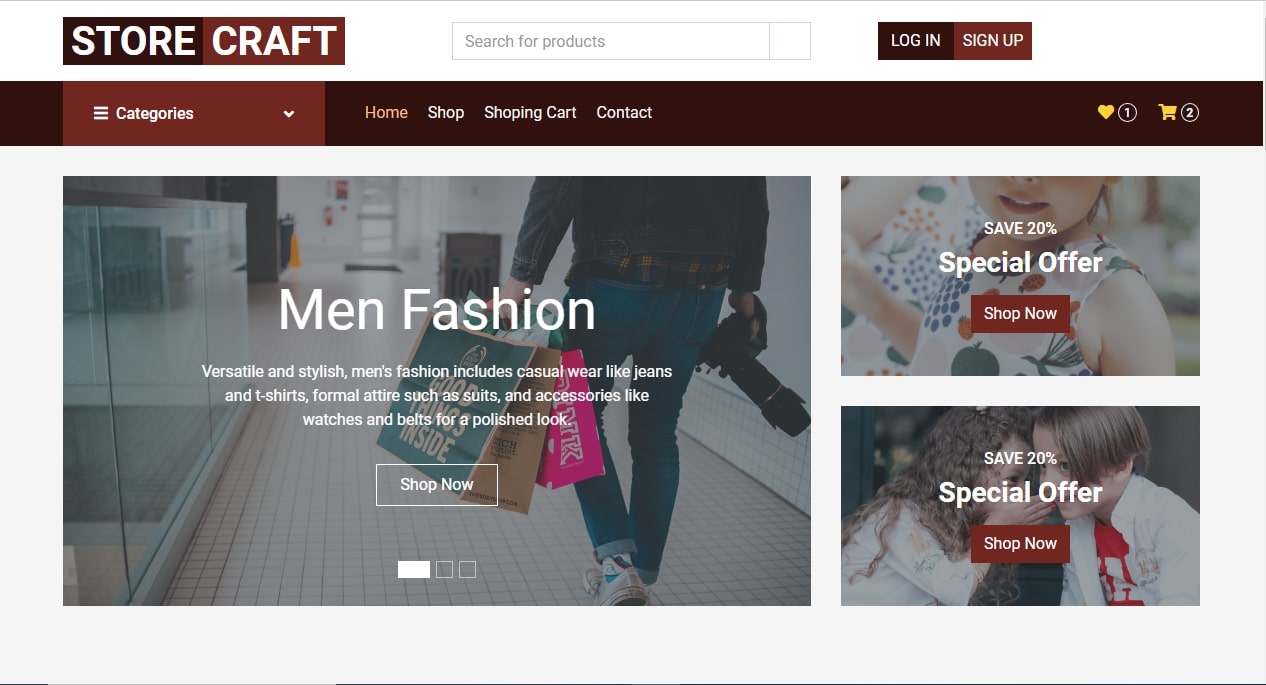 STORE CRAFT
Search for products
LOG IN SIGN UP
Categories
Home Shop Shoping Cart Contact
1 2
Men Fashion
Versatile and stylish, men's fashion includes casual wear like jeans
and t-shirts, formal attire such as suits, and accessories like
watches and belts for a polished look.
Shop Now
GOOD
THINGS
INSIDE
SAVE 20%
Special Offer
Shop Now
SAVE 20%
Special Offer
Shop Now